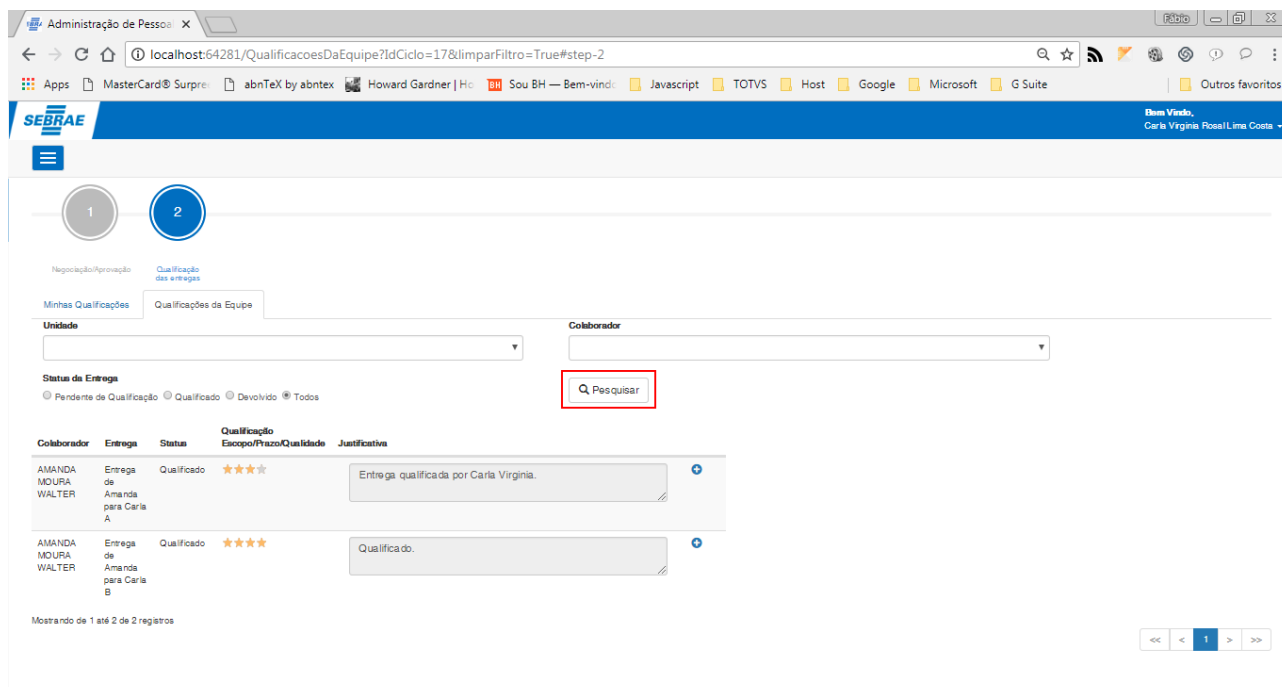 Administração de Pessoal
Fábio
localhost:64281/QualificacoesDaEquipe?IdCiclo=17&limparFiltro=True#step-2
Apps MasterCard® Surpre abnTeX by abntex Howard Gardner | Ho Sou BH — Bem-vindo Javascript TOTVS Host Google Microsoft G Suite Outros favoritos
SEBRAE
Bem Vindo,
Carla Virginia Rosal Lima Costa
1
2
Negociação/Aprovação
Qualificação
das entregas
Minhas Qualificações
Qualificações da Equipe
Unidade
Colaborador
Status da Entrega
Pendente de Qualificação Qualificado Devolvido Todos
Pesquisar
Colaborador Entrega Status Qualificação Escopo/Prazo/Qualidade Justificativa
AMANDA MOURA WALTER
Entrega de Amanda para Carla A
Qualificado
Entrega qualificada por Carla Virginia.
AMANDA MOURA WALTER
Entrega de Amanda para Carla B
Qualificado
Qualificado.
Mostrando de 1 até 2 de 2 registros
<< < 1 > >>